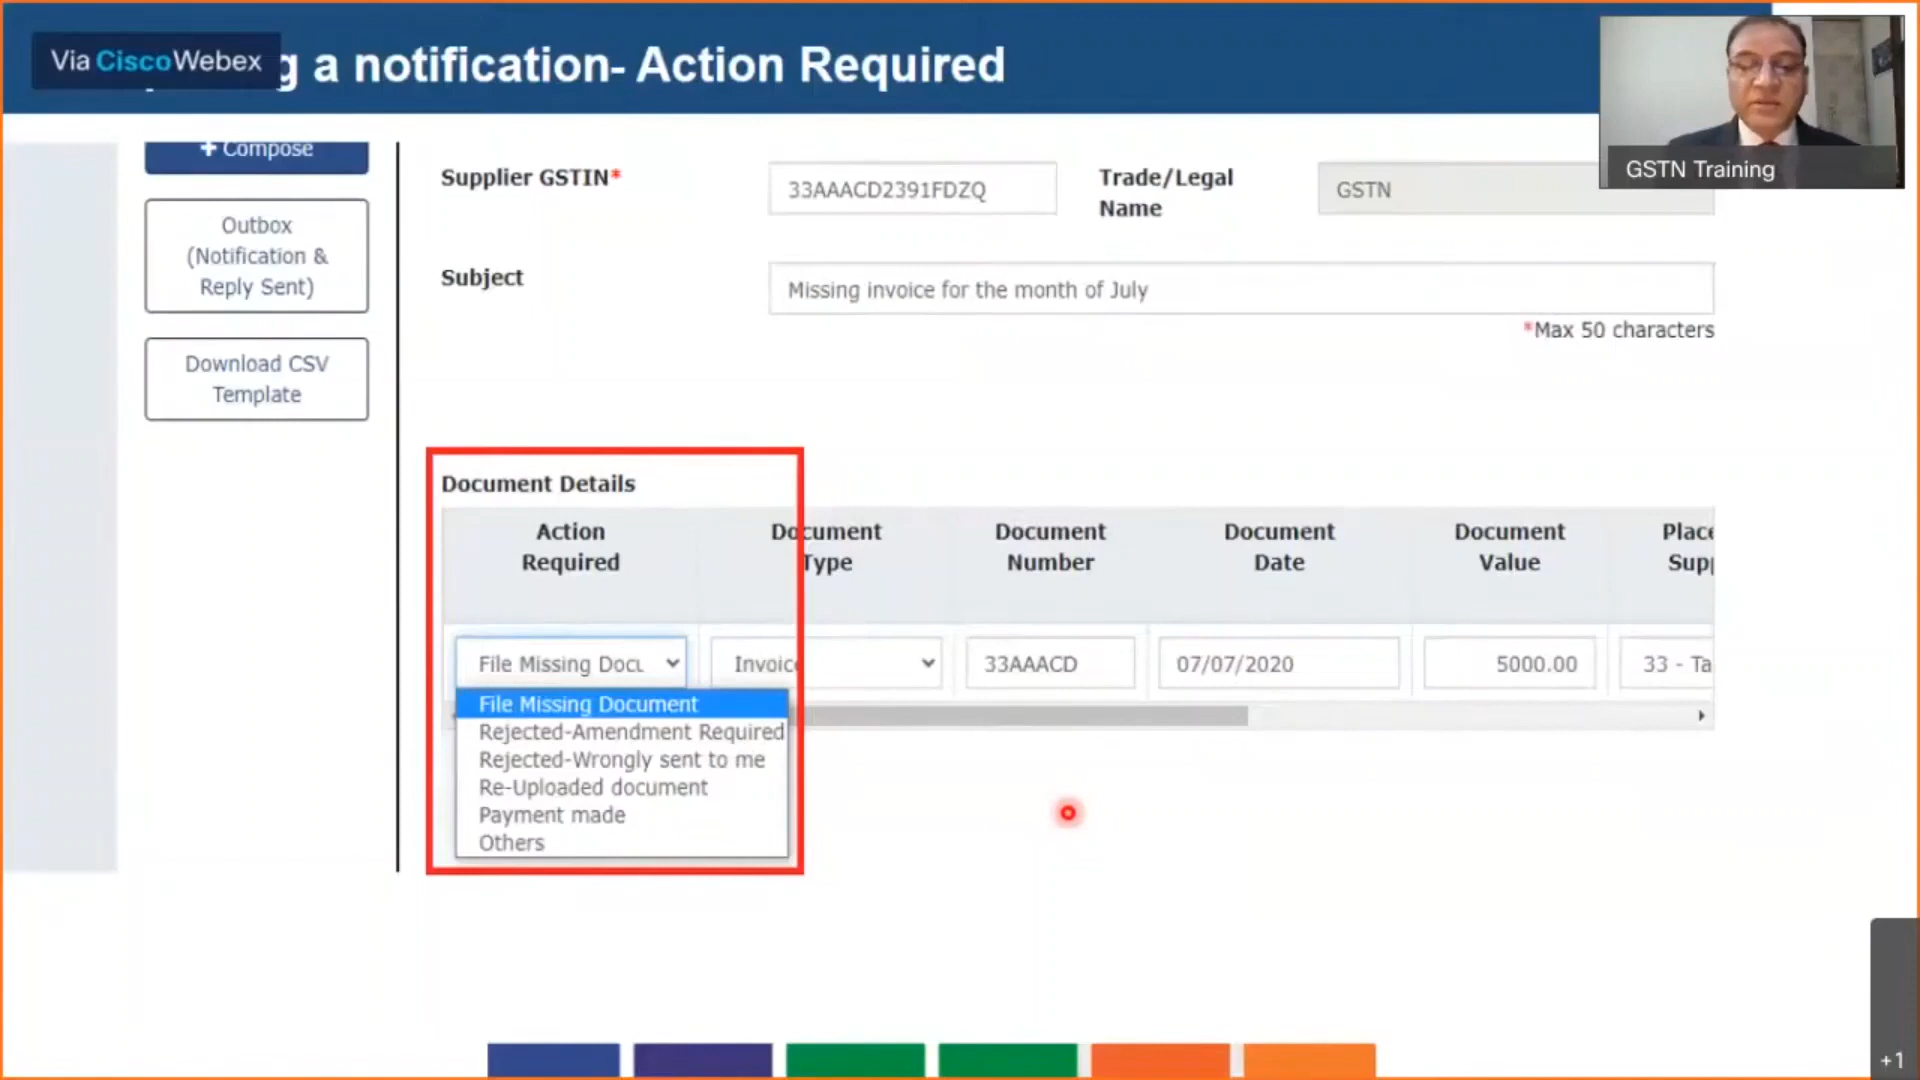 Via CiscoWebex
g a notification- Action Required
GSTN Training
+ Compose
Outbox
(Notification &
Reply Sent)
Download CSV
Template
Supplier GSTIN*
33AAACD2391FDZQ
Trade/Legal
Name
GSTN
Subject
Missing invoice for the month of July
*Max 50 characters
Document Details
Action
Required
Document
Type
Document
Number
Document
Date
Document
Value
Place
Supp
File Missing Docu
Invoice
33AAACD
07/07/2020
5000.00
33 - Ta
File Missing Document
Rejected-Amendment Required
Rejected-Wrongly sent to me
Re-Uploaded document
Payment made
Others
+1